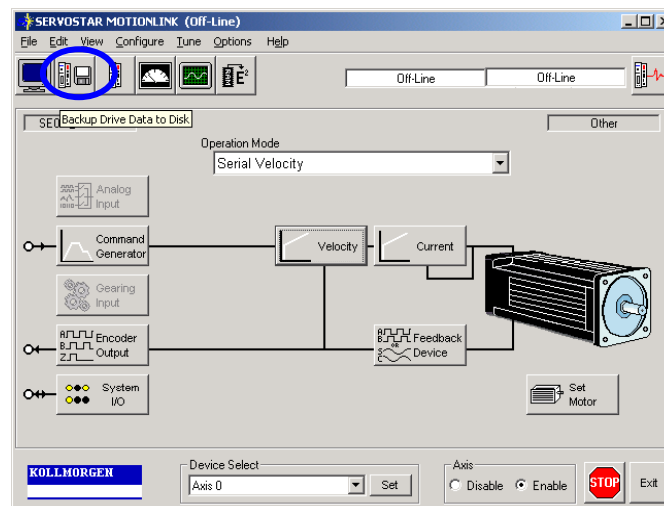 SERVOSTAR MOTIONLINK (Off-Line)
File Edit View Configure Tune Options Help
E²
Off-Line
Off-Line
Backup Drive Data to Disk
Other
Operation Mode
Serial Velocity
Analog
Input
Command
Generator
Velocity
Current
Gearing
Input
A
B
Z
Encoder
Output
A
B
OR
S
C
Feedback
Device
System
I/O
Set
Motor
KOLLMORGEN
Device Select
Axis 0
Set
Axis
Disable
Enable
STOP
Exit